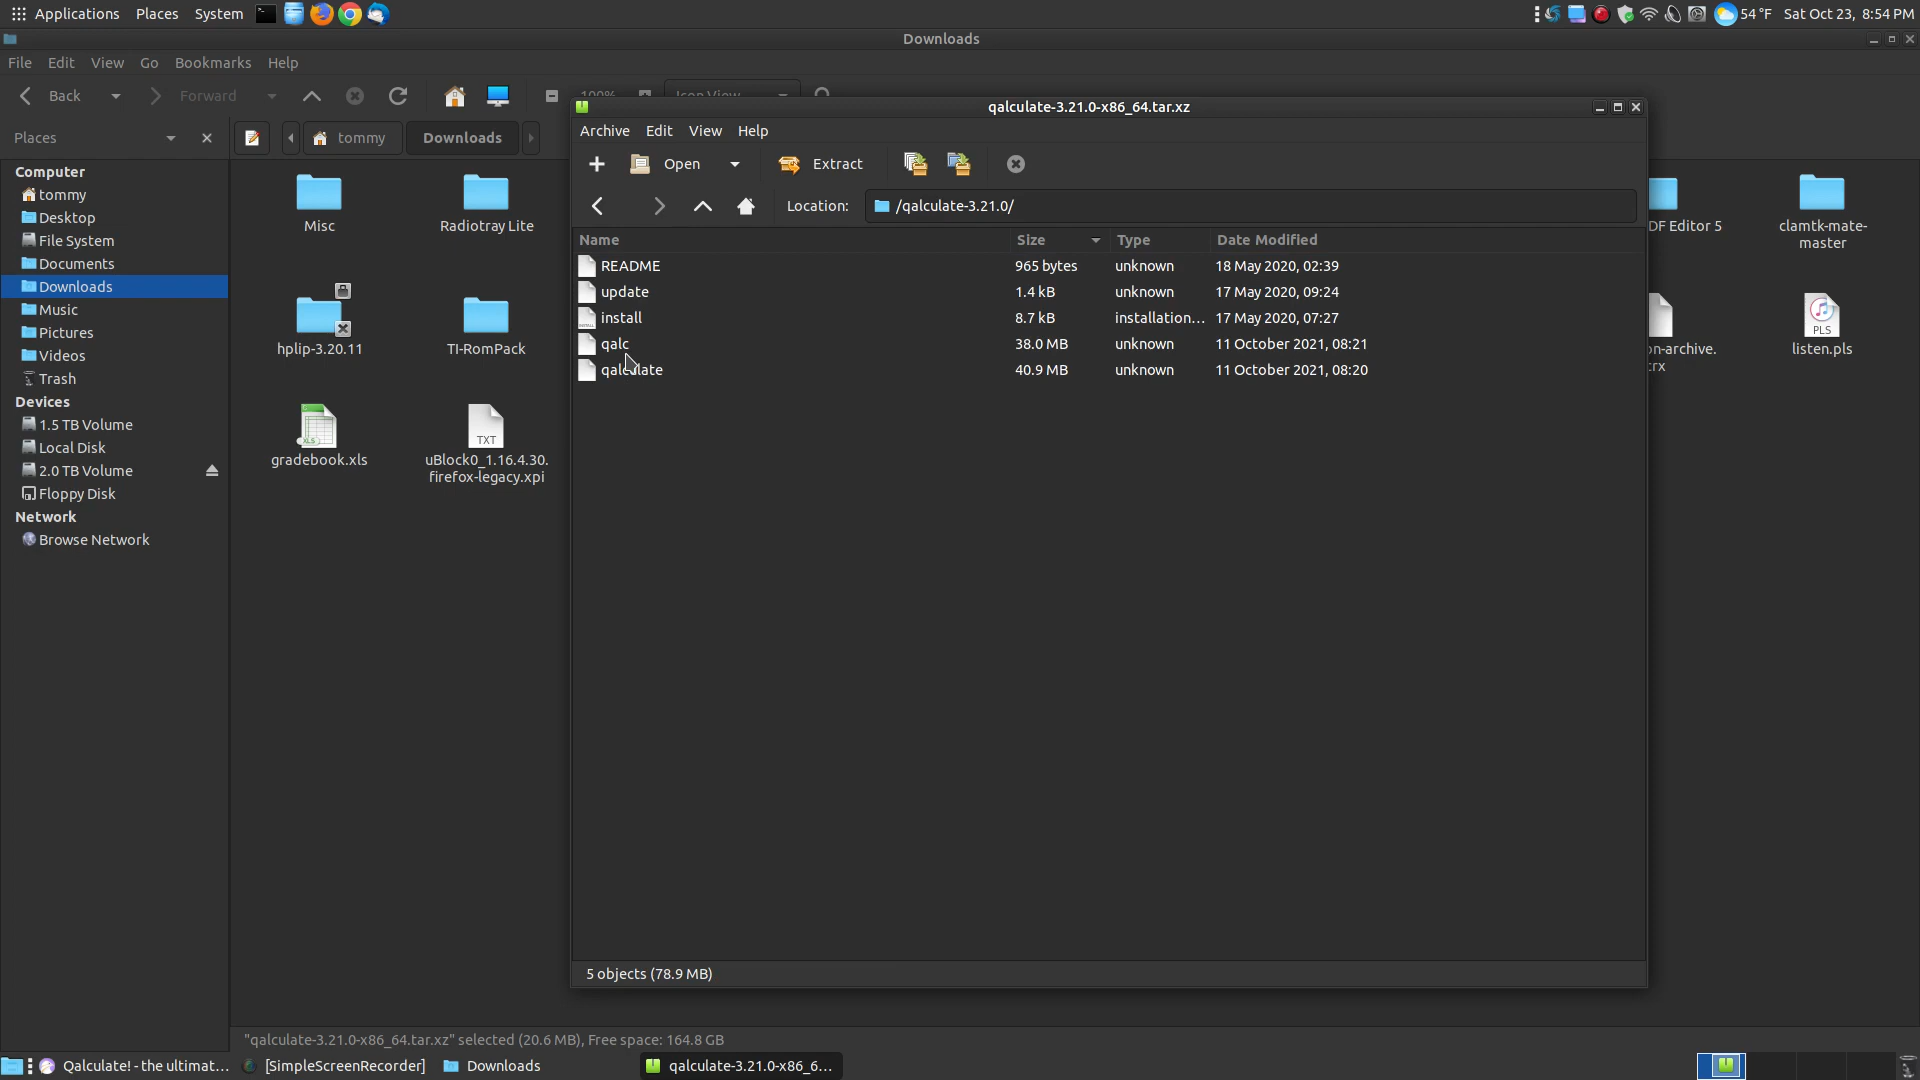 Applications Places System
54 °F Sat Oct 23, 8:54 PM
Downloads
File Edit View Go Bookmarks Help
Back Forward 100% Icon View
qalculate-3.21.0-x86_64.tar.xz
Archive Edit View Help
Places
tommy Downloads
Open Extract
Location: /qalculate-3.21.0/
Computer
tommy
Desktop
File System
Documents
Downloads
Music
Pictures
Videos
Trash
Devices
1.5 TB Volume
Local Disk
2.0 TB Volume
Floppy Disk
Network
Browse Network
Misc
Radiotray Lite
hplip-3.20.11
TI-RomPack
XLS
gradebook.xls
TXT
uBlock0_1.16.4.30.
firefox-legacy.xpi
Name Size Type Date Modified
README 965 bytes unknown 18 May 2020, 02:39
update 1.4 kB unknown 17 May 2020, 09:24
install 8.7 kB installation... 17 May 2020, 07:27
qalc 38.0 MB unknown 11 October 2021, 08:21
qalculate 40.9 MB unknown 11 October 2021, 08:20
DF Editor 5
clamtk-mate-
master
n-archive.
crx
PLS
listen.pls
5 objects (78.9 MB)
"qalculate-3.21.0-x86_64.tar.xz" selected (20.6 MB), Free space: 164.8 GB
Qalculate! - the ultimat... [SimpleScreenRecorder] Downloads qalculate-3.21.0-x86_6...